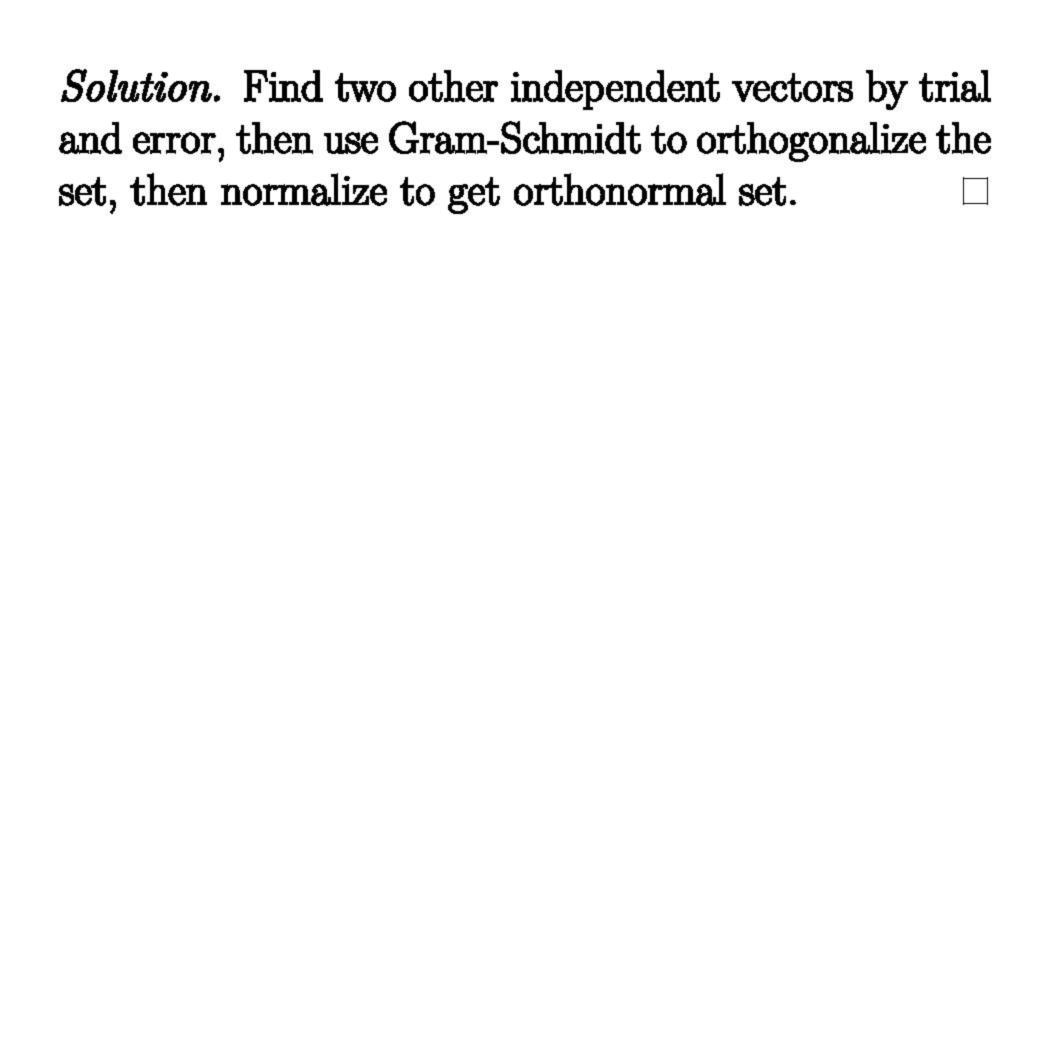 Solution. Find two other independent vectors by trial
and error, then use Gram-Schmidt to orthogonalize the
set, then normalize to get orthonormal set. □